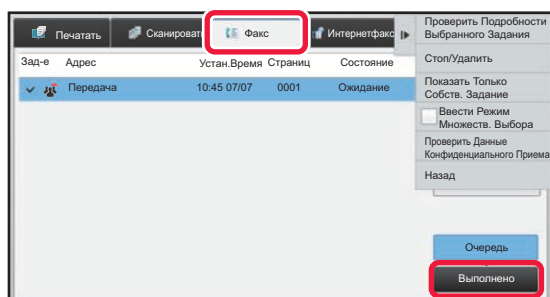 Печатать
Сканировать
Факс
Интернетфакс
Проверить Подробности
Выбранного Задания
Стоп/Удалить
Показать Только
Собств. Задание
Ввести Режим
Множеств. Выбора
Проверить Данные
Конфиденциального Приема
Назад
Зад-е Адрес Устан.Время Страниц Состояние
Передача 10:45 07/07 0001 Ожидание
Очередь
Выполнено